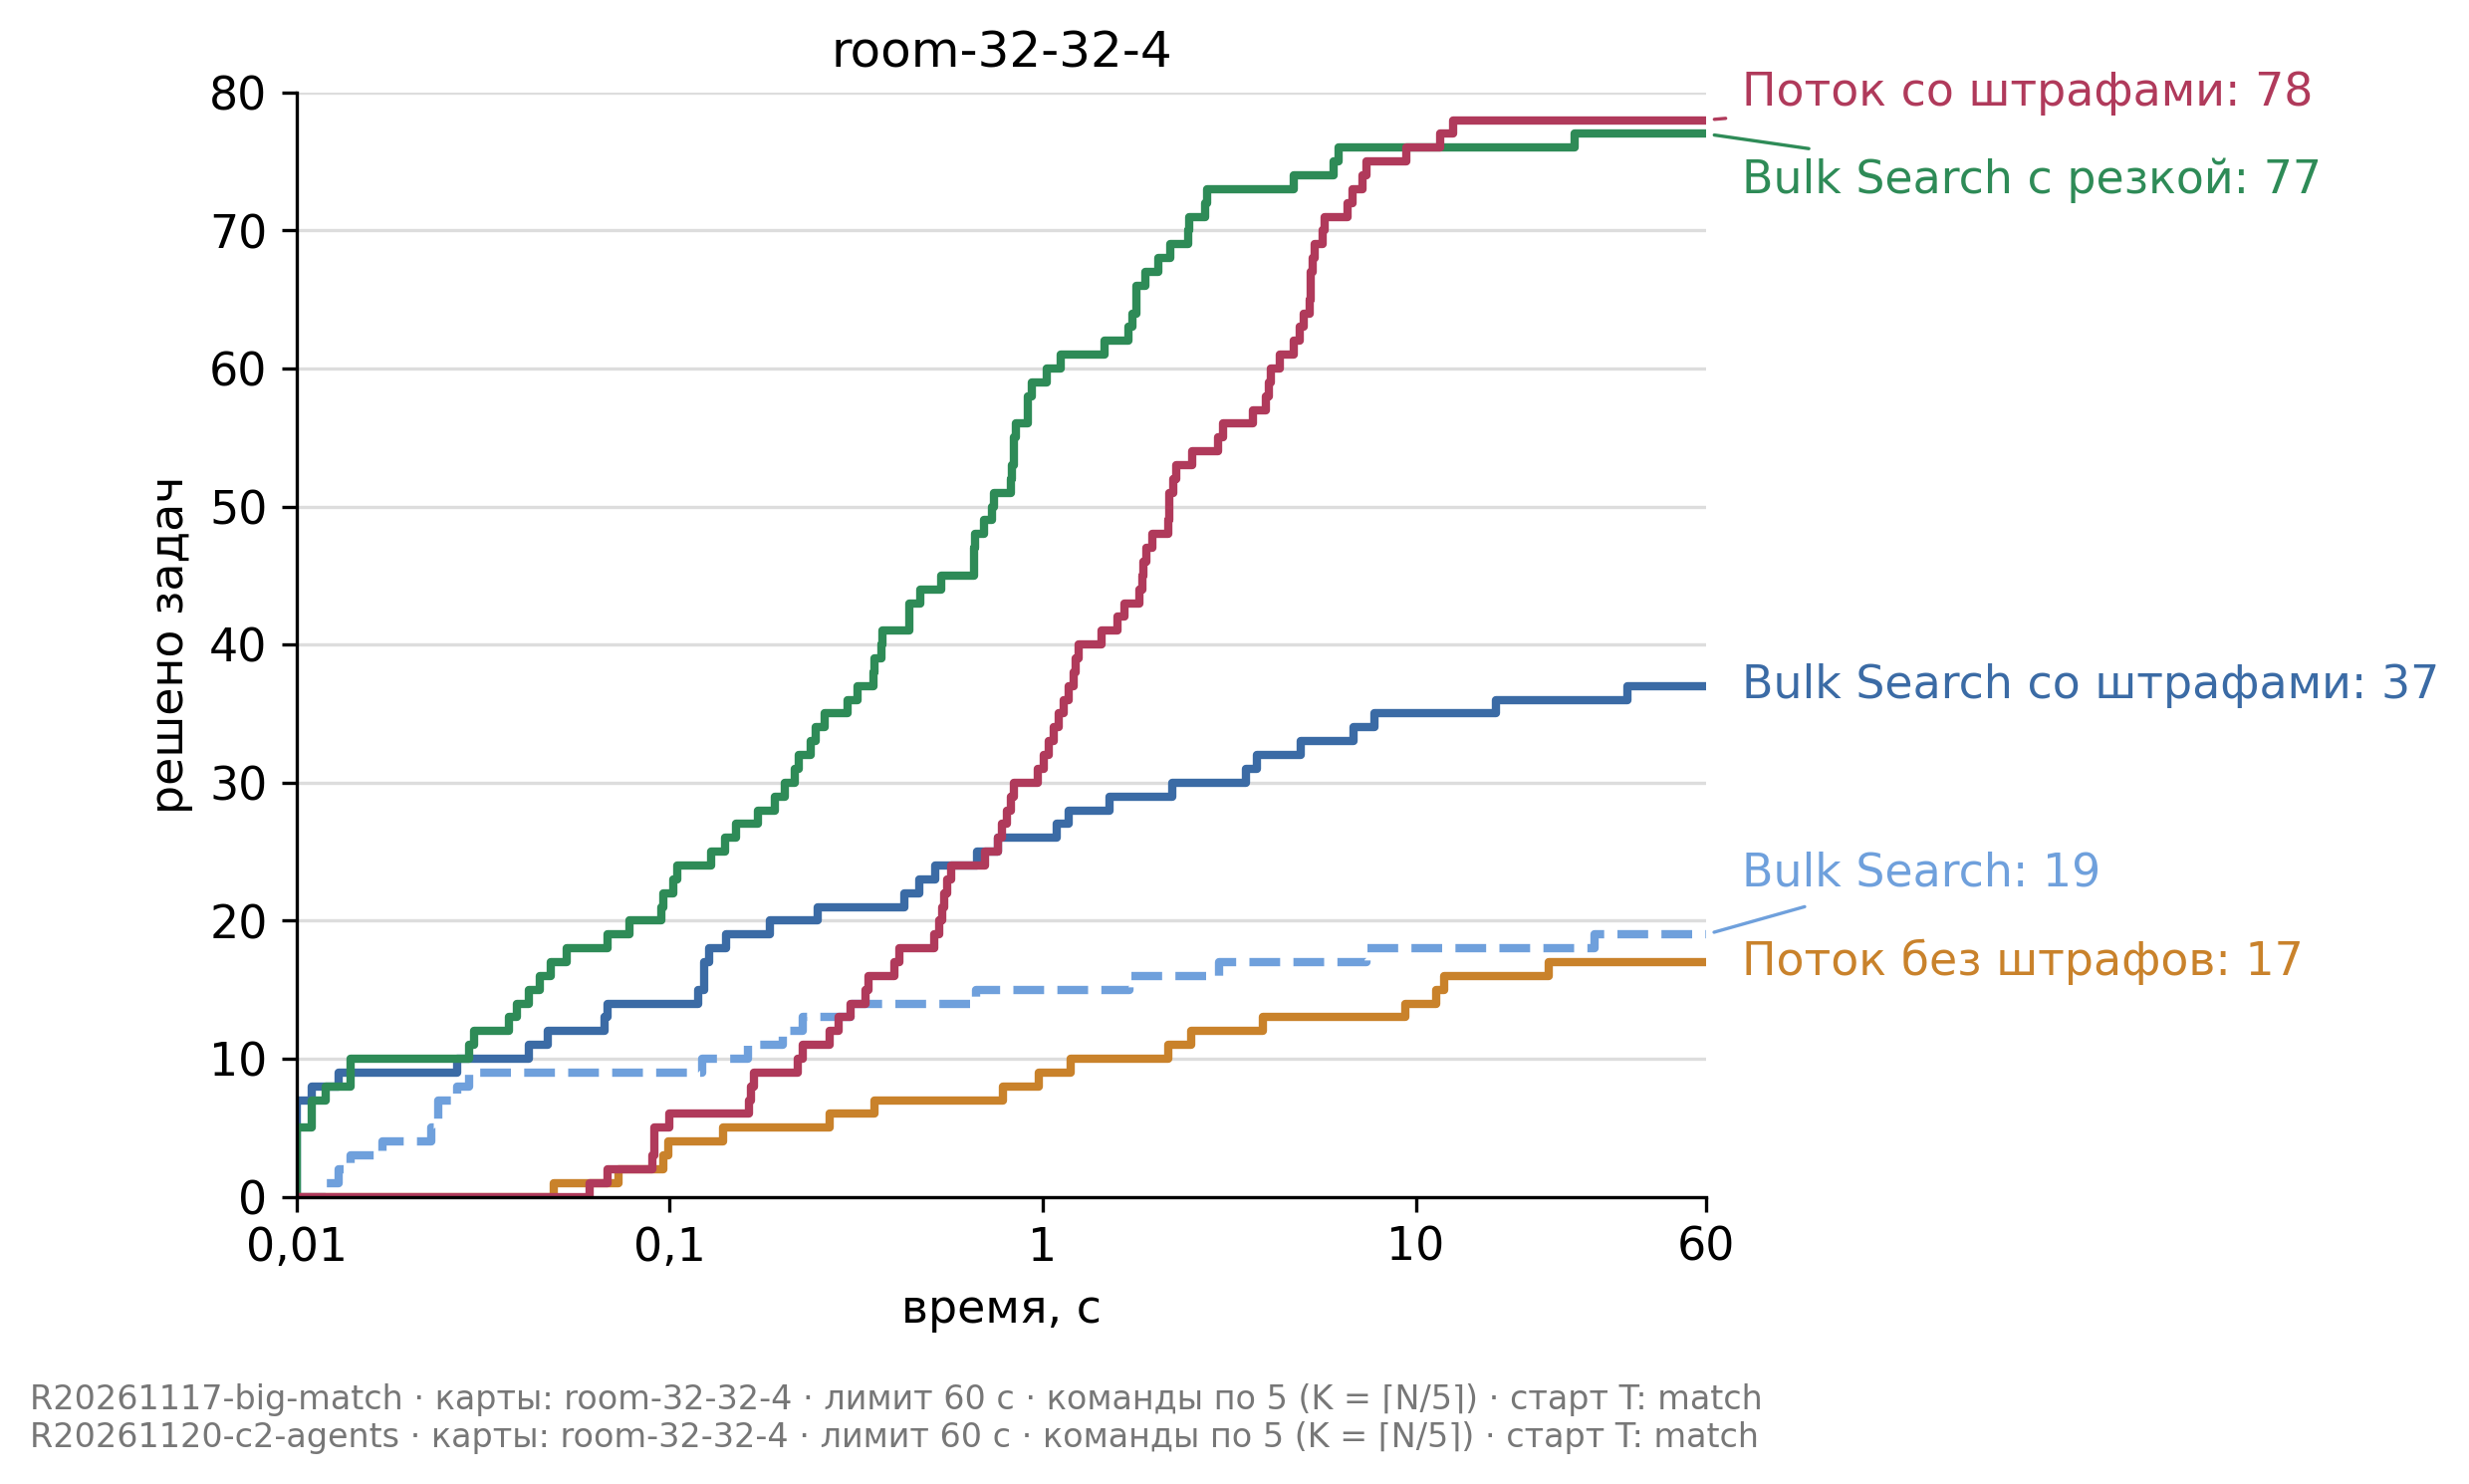 room-32-32-4
80
70
60
50
40
30
20
10
0
решено задач
0,01
0,1
1
10
60
время, с
Поток со штрафами: 78
Bulk Search с резкой: 77
Bulk Search со штрафами: 37
Bulk Search: 19
Поток без штрафов: 17
R20261117-big-match · карты: room-32-32-4 · лимит 60 с · команды по 5 (K = ⌈N/5⌉) · старт T: match
R20261120-c2-agents · карты: room-32-32-4 · лимит 60 с · команды по 5 (K = ⌈N/5⌉) · старт T: match